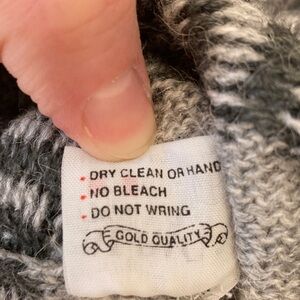 · DRY CLEAN OR HAND
· NO BLEACH
· DO NOT WRING
GOLD QUALITY